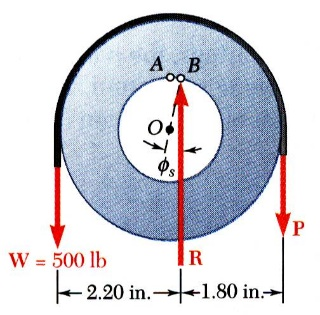 A B
O
ϕs
P
W = 500 lb R
2.20 in. 1.80 in.